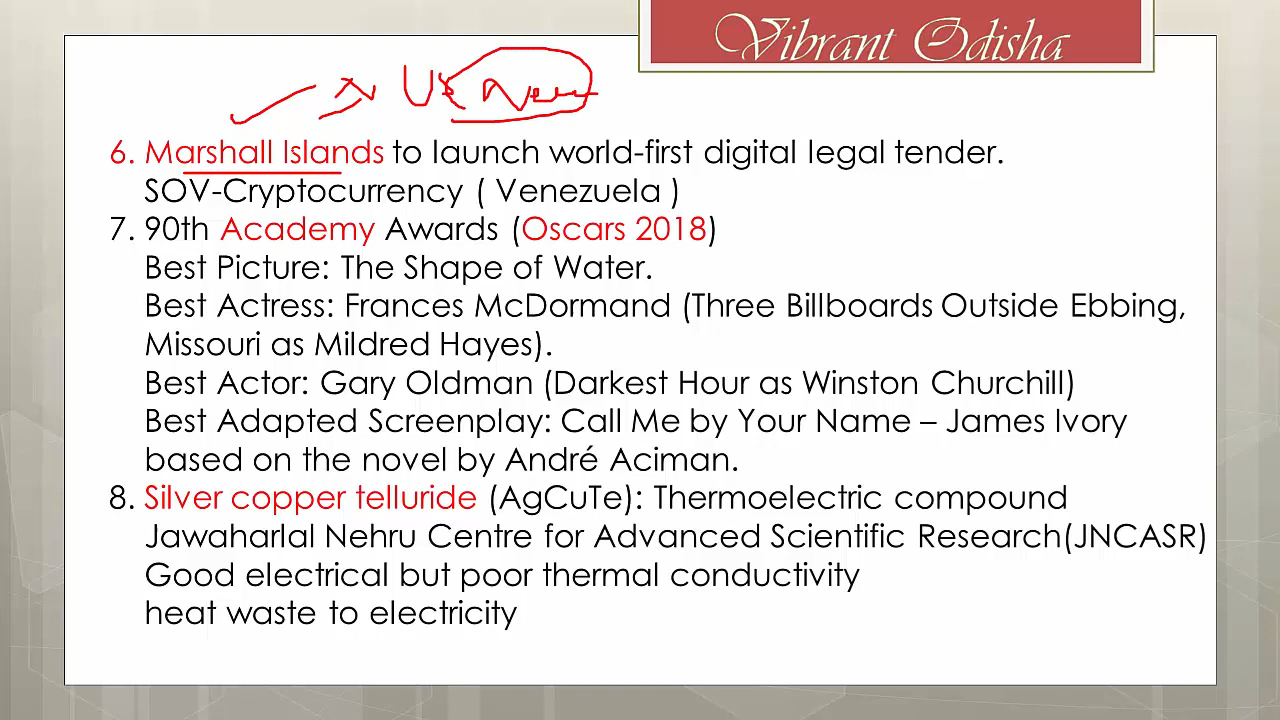 Vibrant Odisha
6. Marshall Islands to launch world-first digital legal tender.
SOV-Cryptocurrency ( Venezuela )
7. 90th Academy Awards (Oscars 2018)
Best Picture: The Shape of Water.
Best Actress: Frances McDormand (Three Billboards Outside Ebbing,
Missouri as Mildred Hayes).
Best Actor: Gary Oldman (Darkest Hour as Winston Churchill)
Best Adapted Screenplay: Call Me by Your Name – James Ivory
based on the novel by André Aciman.
8. Silver copper telluride (AgCuTe): Thermoelectric compound
Jawaharlal Nehru Centre for Advanced Scientific Research(JNCASR)
Good electrical but poor thermal conductivity
heat waste to electricity